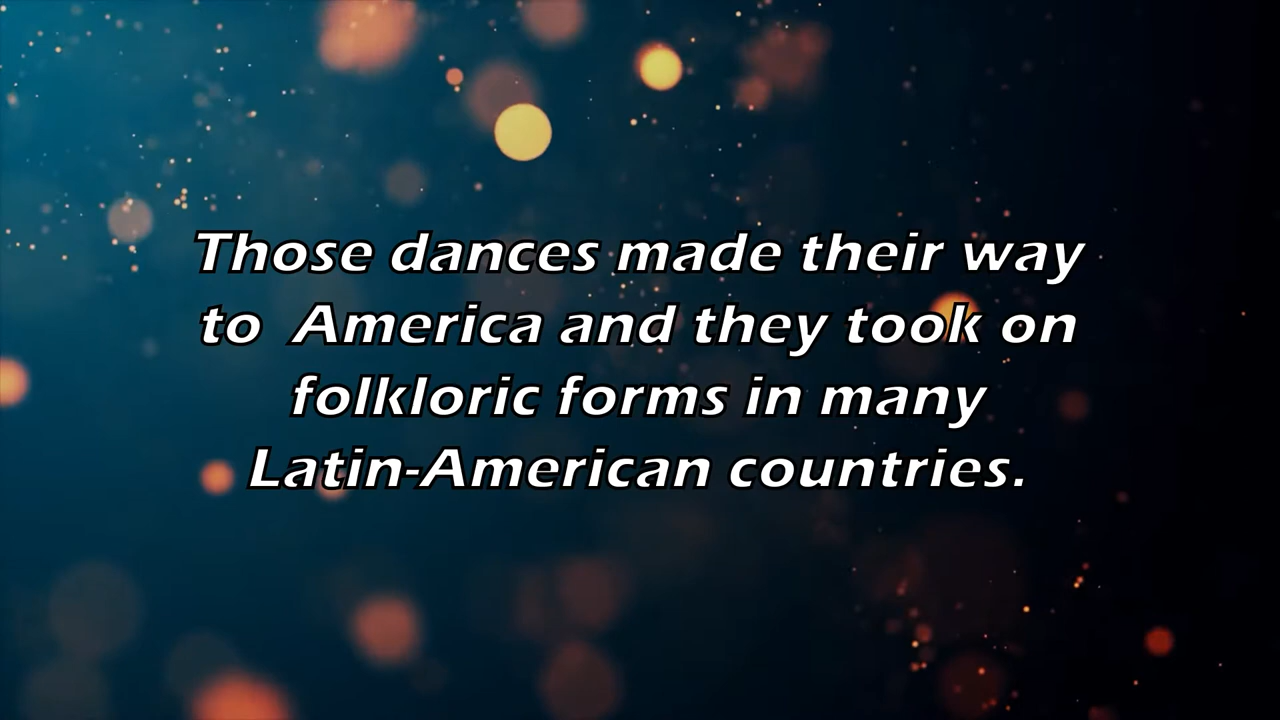 Those dances made their way
to  America and they took on
folkloric forms in many
Latin-American countries.